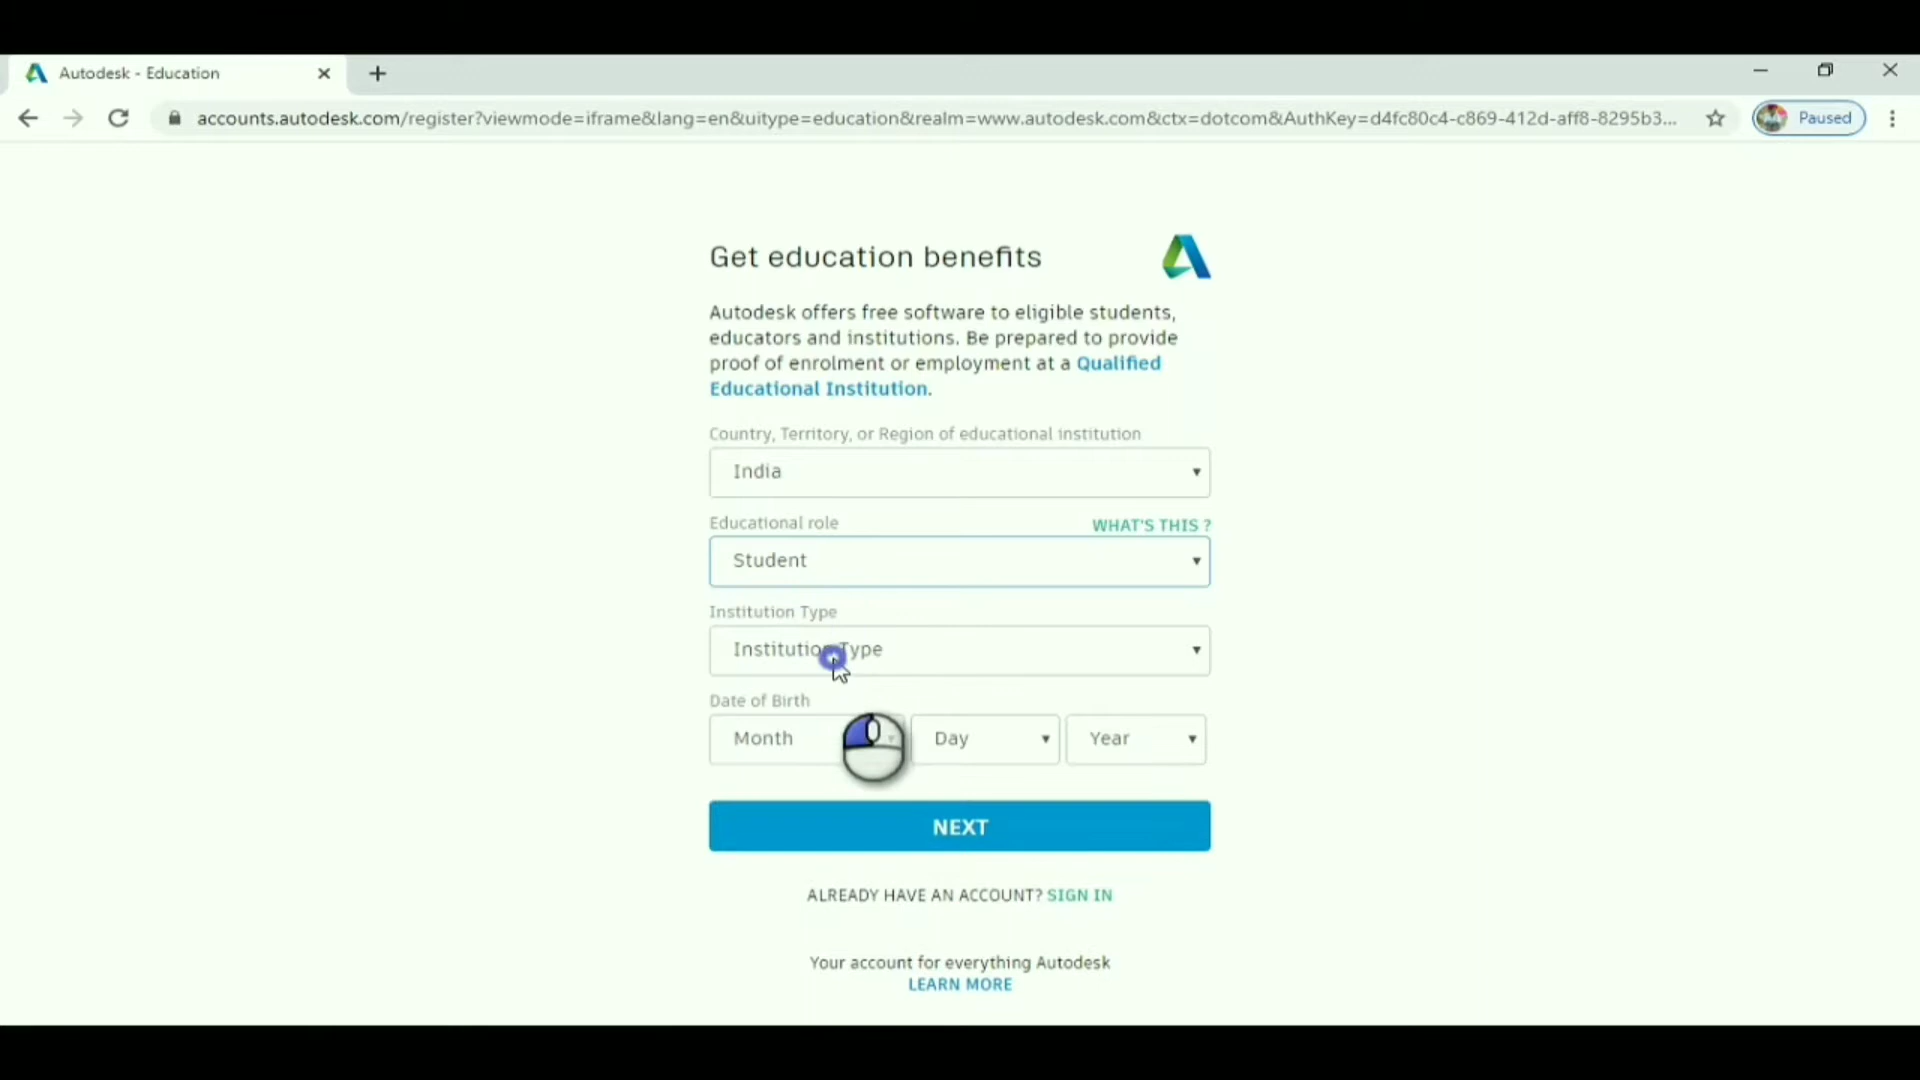 Autodesk - Education
accounts.autodesk.com/register?viewmode=iframe&lang=en&uitype=education&realm=www.autodesk.com&ctx=dotcom&AuthKey=d4fc80c4-c869-412d-aff8-8295b3...
Paused
Get education benefits
Autodesk offers free software to eligible students,
educators and institutions. Be prepared to provide
proof of enrolment or employment at a Qualified
Educational Institution.
Country, Territory, or Region of educational institution
India
Educational role WHAT'S THIS ?
Student
Institution Type
Institution Type
Date of Birth
Month Day Year
NEXT
ALREADY HAVE AN ACCOUNT? SIGN IN
Your account for everything Autodesk
LEARN MORE